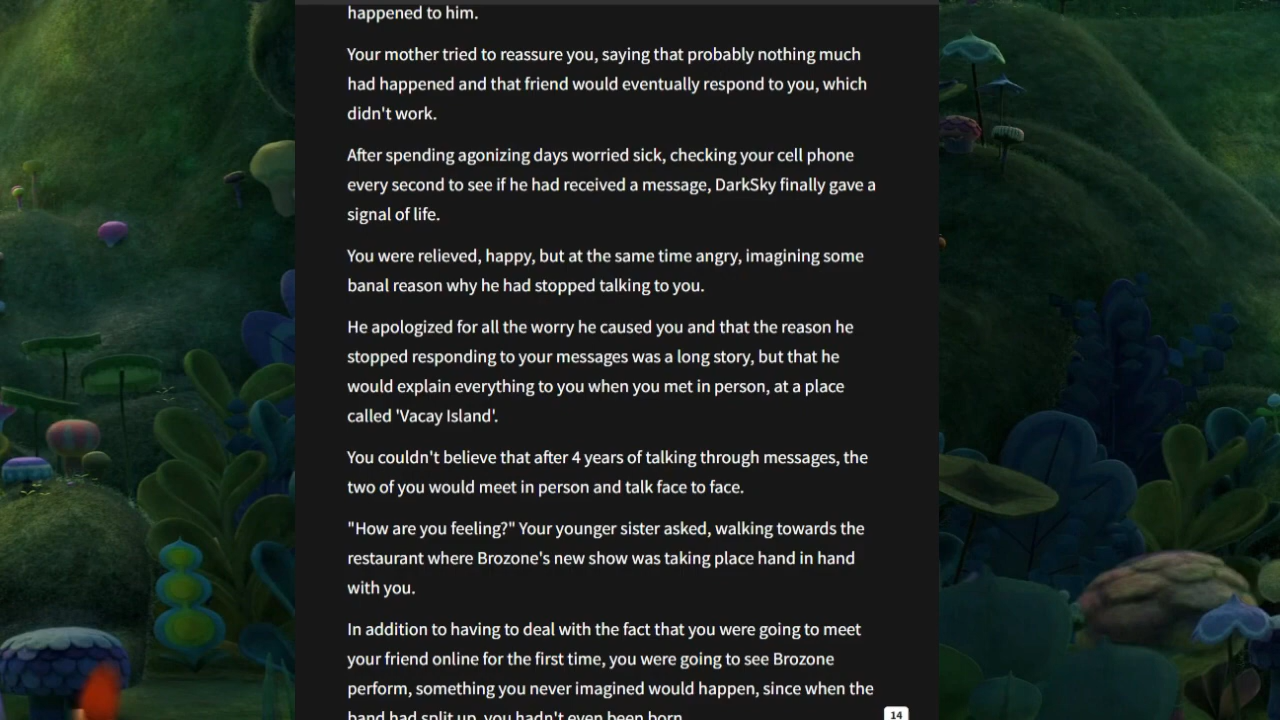 happened to him.
Your mother tried to reassure you, saying that probably nothing much
had happened and that friend would eventually respond to you, which
didn't work.
After spending agonizing days worried sick, checking your cell phone
every second to see if he had received a message, DarkSky finally gave a
signal of life.
You were relieved, happy, but at the same time angry, imagining some
banal reason why he had stopped talking to you.
He apologized for all the worry he caused you and that the reason he
stopped responding to your messages was a long story, but that he
would explain everything to you when you met in person, at a place
called 'Vacay Island'.
You couldn't believe that after 4 years of talking through messages, the
two of you would meet in person and talk face to face.
"How are you feeling?" Your younger sister asked, walking towards the
restaurant where Brozone's new show was taking place hand in hand
with you.
In addition to having to deal with the fact that you were going to meet
your friend online for the first time, you were going to see Brozone
perform, something you never imagined would happen, since when the
band had split up, you hadn't even been born.
14